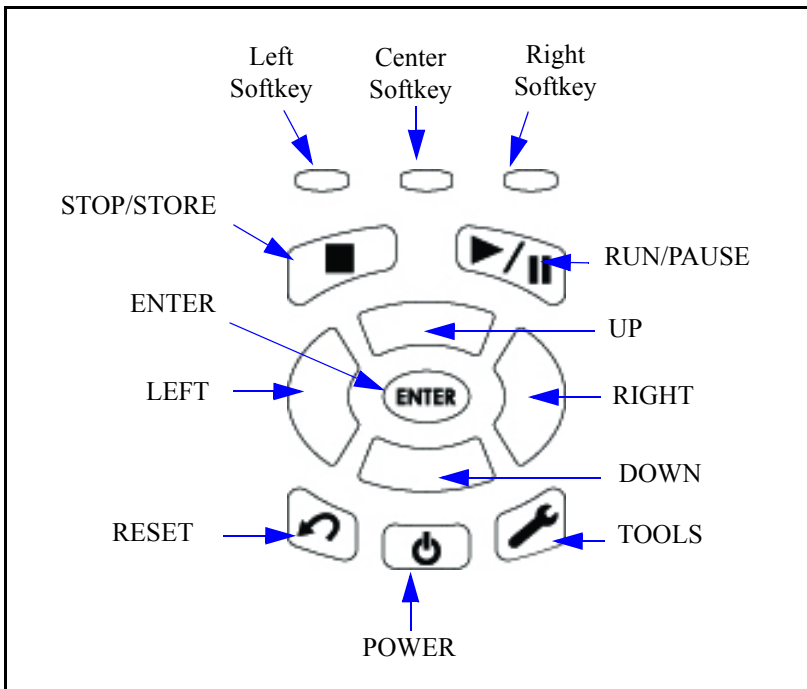 Left
Softkey
Center
Softkey
Right
Softkey
STOP/STORE
RUN/PAUSE
ENTER
UP
LEFT
ENTER
RIGHT
DOWN
RESET
TOOLS
POWER